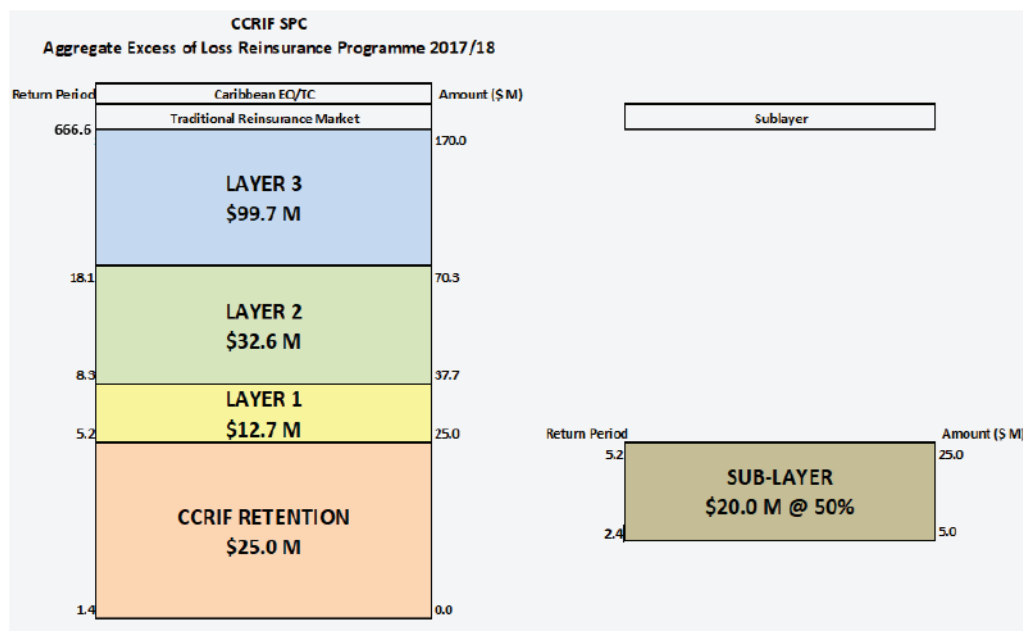 CCRIF SPC
Aggregate Excess of Loss Reinsurance Programme 2017/18
Return Period
Caribbean EQ/TC
Amount ($ M)
Traditional Reinsurance Market
Sublayer
666.6
170.0
LAYER 3
$99.7 M
18.1
70.3
LAYER 2
$32.6 M
8.3
37.7
LAYER 1
$12.7 M
5.2
25.0
Return Period
Amount ($ M)
5.2
25.0
SUB-LAYER
$20.0 M @ 50%
2.4
5.0
CCRIF RETENTION
$25.0 M
1.4
0.0